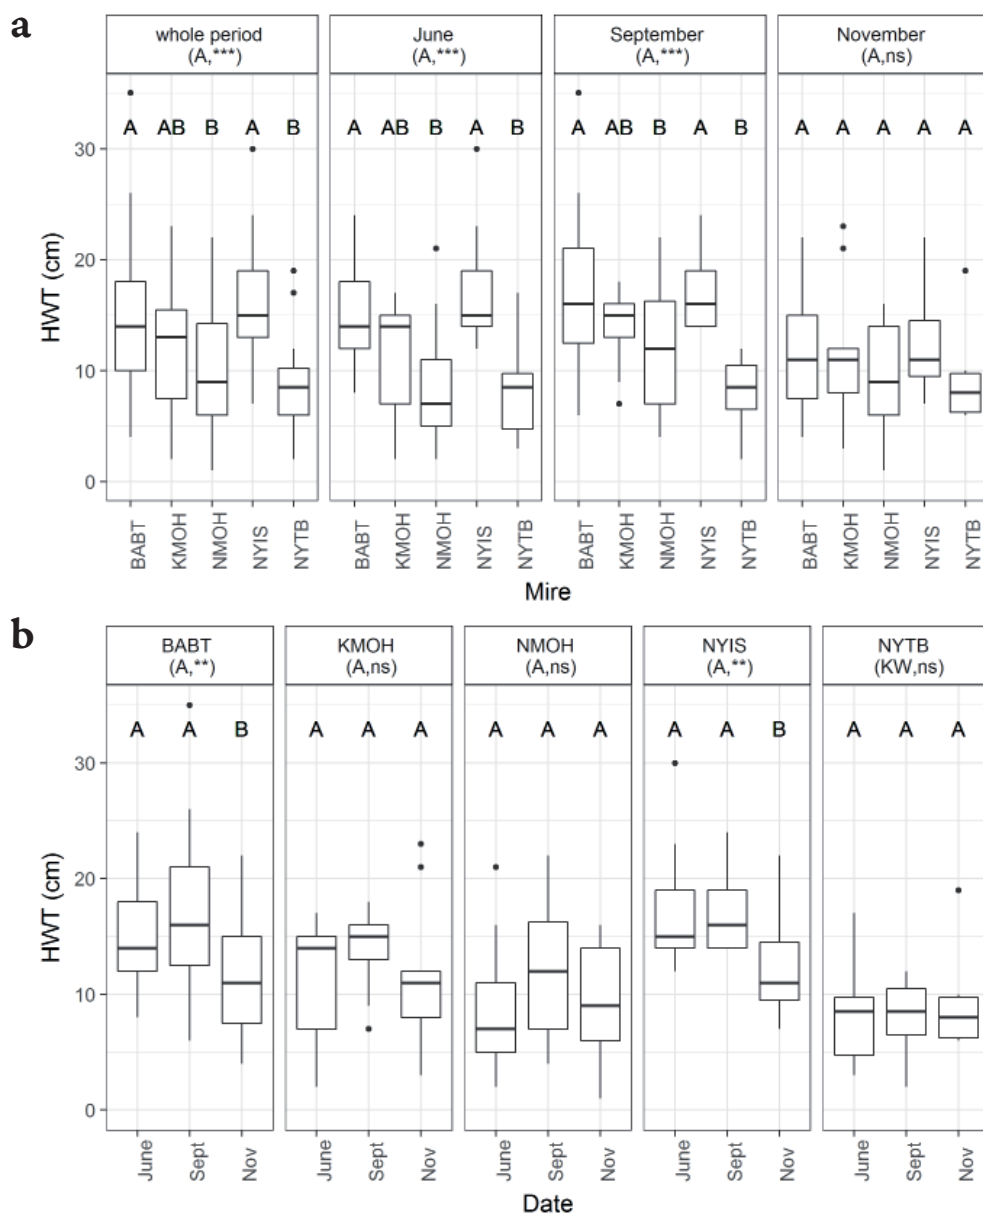 a
whole period
(A,***)
June
(A,***)
September
(A,***)
November
(A,ns)
A AB B A B
A AB B A B
A AB B A B
A A A A A
30
20
10
0
HWT (cm)
BABT KMOH NMOH NYIS NYTB
BABT KMOH NMOH NYIS NYTB
BABT KMOH NMOH NYIS NYTB
BABT KMOH NMOH NYIS NYTB
Mire
b
BABT
(A,**)
KMOH
(A,ns)
NMOH
(A,ns)
NYIS
(A,**)
NYTB
(KW,ns)
A A B
A A A
A A A
A A B
A A A
30
20
10
0
HWT (cm)
June Sept Nov
June Sept Nov
June Sept Nov
June Sept Nov
June Sept Nov
Date